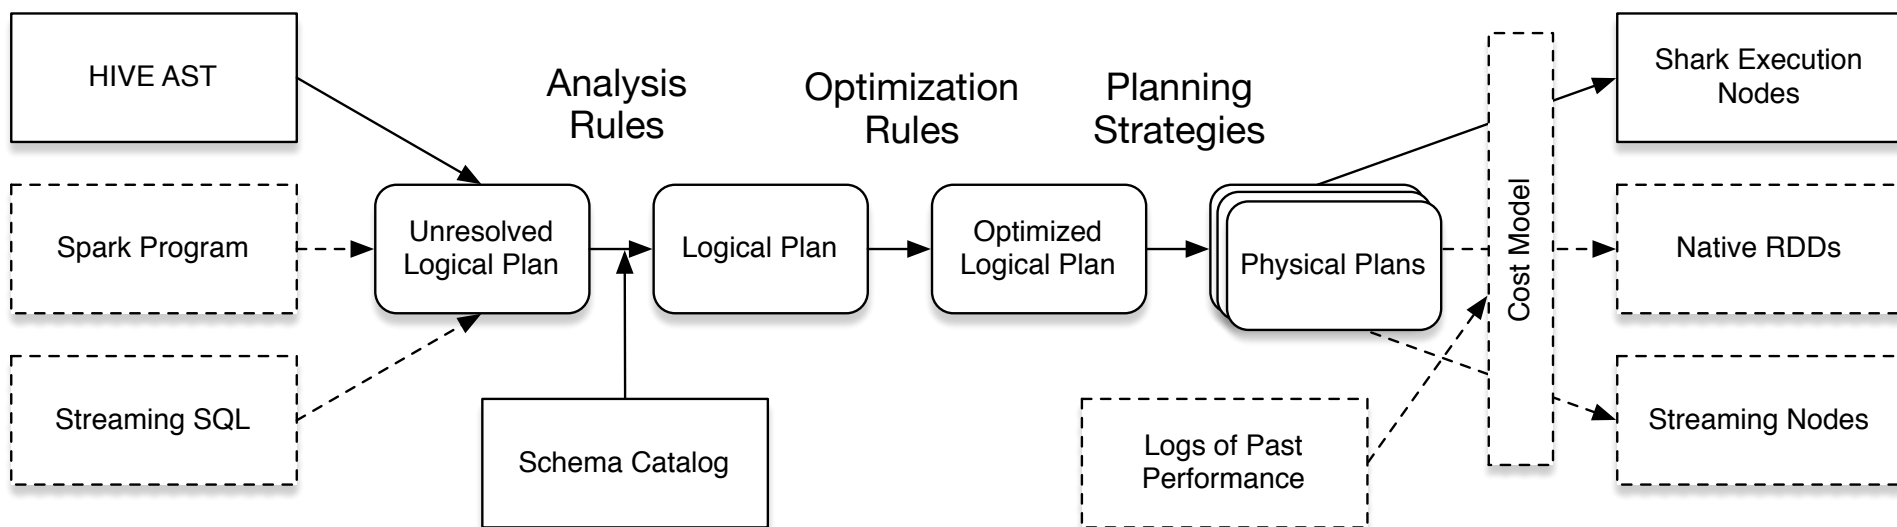 HIVE AST
Spark Program
Streaming SQL
Analysis
Rules
Optimization
Rules
Planning
Strategies
Unresolved
Logical Plan
Logical Plan
Optimized
Logical Plan
Physical Plans
Schema Catalog
Logs of Past
Performance
Cost Model
Shark Execution
Nodes
Native RDDs
Streaming Nodes